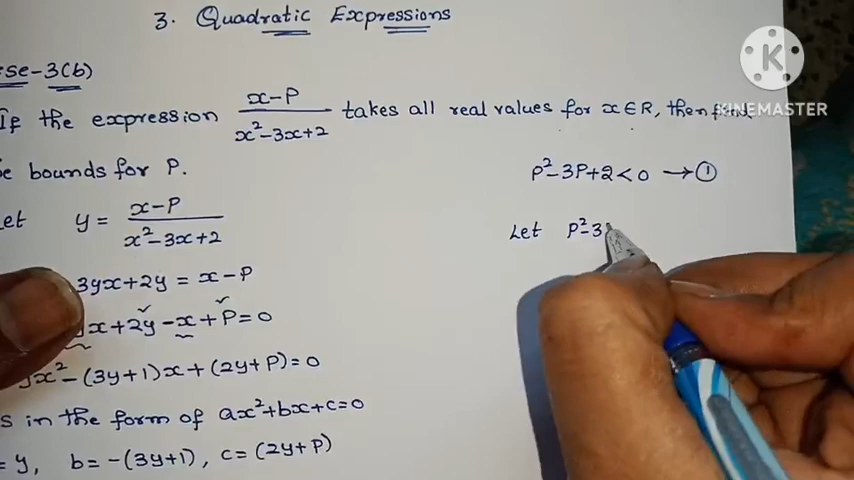 3. Quadratic Expressions
se-3(b)
If the expression x-P / x²-3x+2 takes all real values for x∈R, then find
bounds for P.
Let y = x-P / x²-3x+2
3yx+2y = x-P
x+2y-x+P=0
x²-(3y+1)x+(2y+P)=0
s in the form of ax²+bx+c=0
=y, b=-(3y+1), c=(2y+P)
P²-3P+2<0 → ①
Let P²-3
K
KINEMASTER